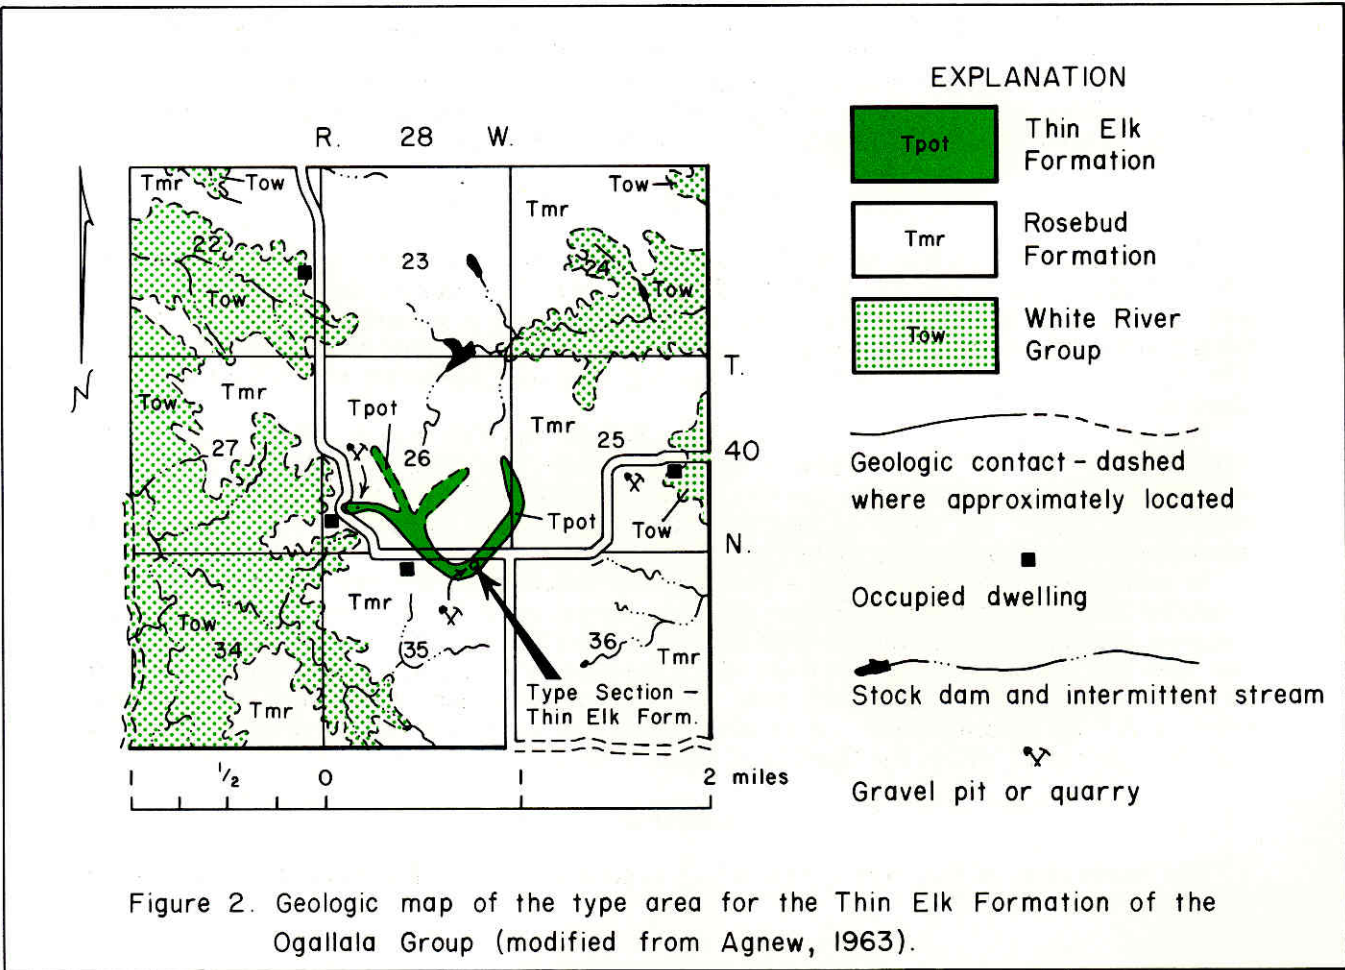 EXPLANATION
Tpot
Thin Elk
Formation
Tmr
Rosebud
Formation
Tow
White River
Group
Geologic contact – dashed
where approximately located
Occupied dwelling
Stock dam and intermittent stream
Gravel pit or quarry
R. 28 W.
Tmr
Tow
Tow
Tmr
22
23
24
Tow
Tow
T.
Tmr
Tow
Tpot
Tmr
27
26
25
40
Tpot
Tow
N.
Tmr
Tow
34
35
36
Tmr
Tmr
Type Section –
Thin Elk Form.
N
1 1/2 0 1 2 miles
Figure 2. Geologic map of the type area for the Thin Elk Formation of the
Ogallala Group (modified from Agnew, 1963).